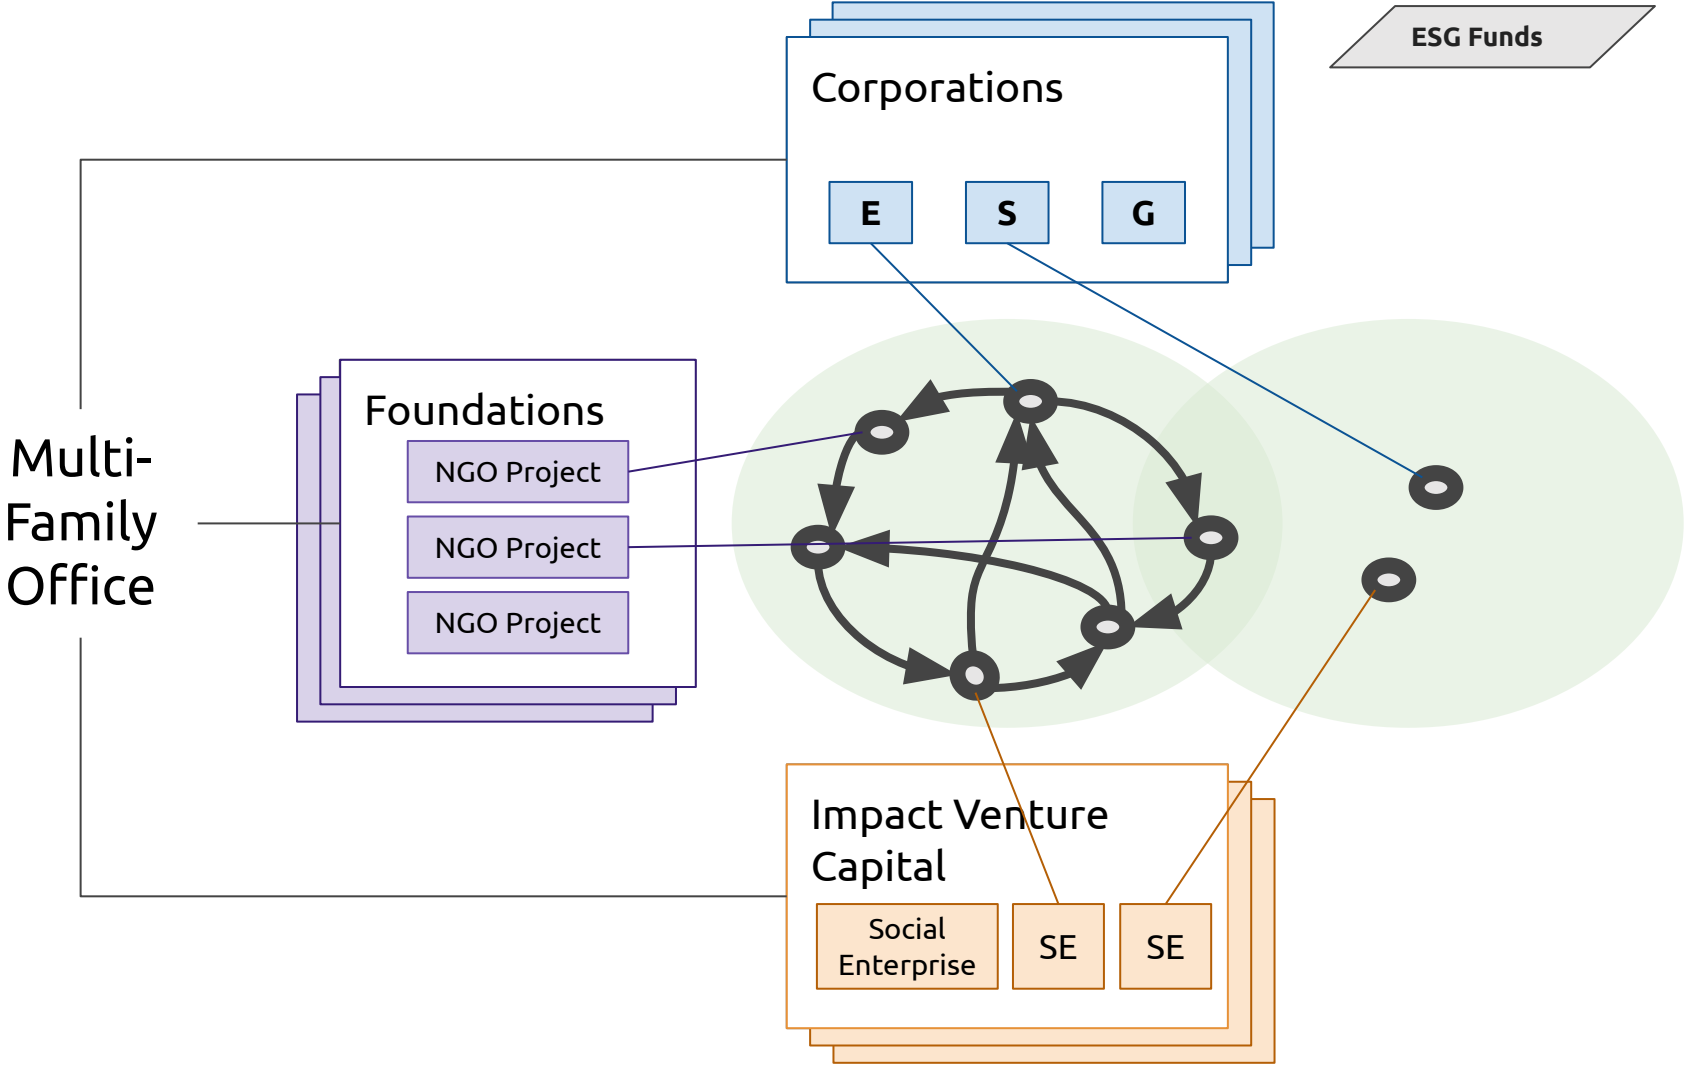 ESG Funds
Corporations
E
S
G
Multi-
Family
Office
Foundations
NGO Project
NGO Project
NGO Project
Impact Venture
Capital
Social
Enterprise
SE
SE